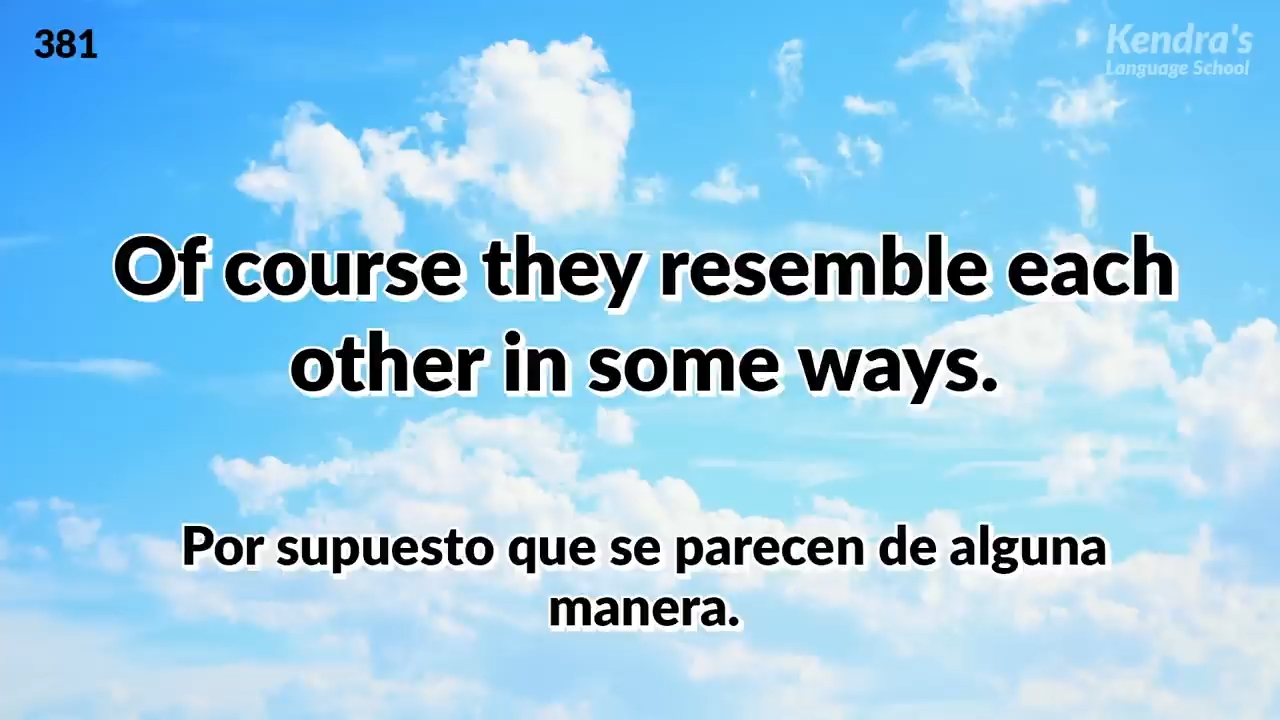 381
Kendra's
Language School
Of course they resemble each
other in some ways.
Por supuesto que se parecen de alguna
manera.